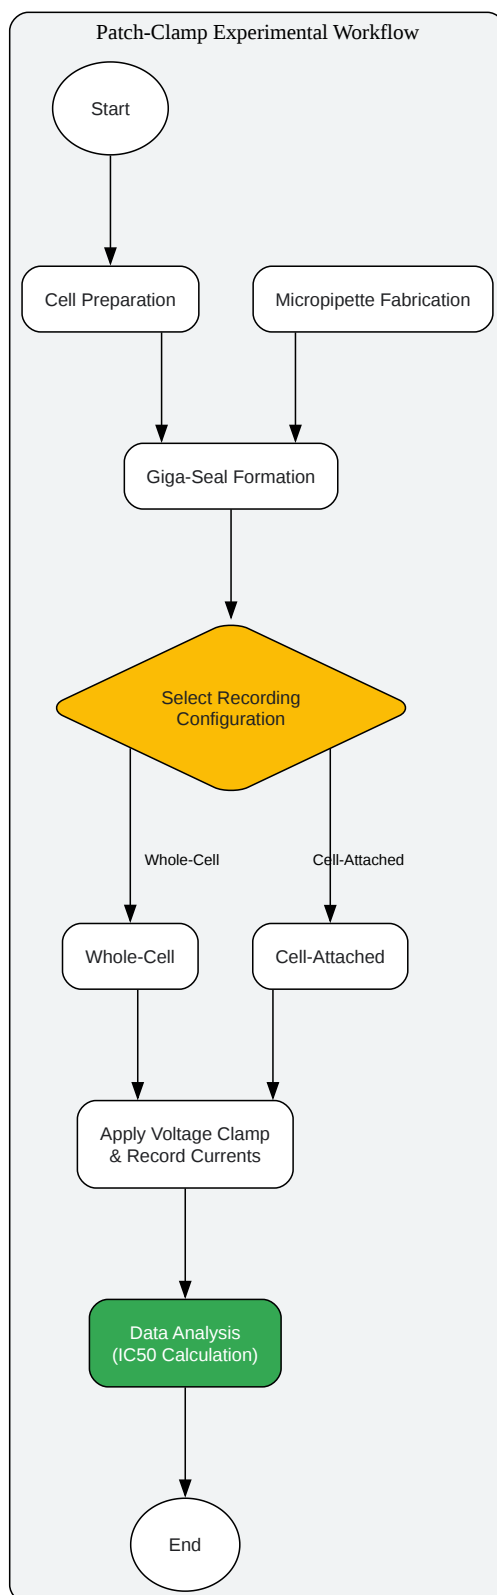 Patch-Clamp Experimental Workflow
Start
Cell Preparation
Micropipette Fabrication
Giga-Seal Formation
Select Recording
Configuration
Whole-Cell
Cell-Attached
Whole-Cell
Cell-Attached
Apply Voltage Clamp
& Record Currents
Data Analysis
(IC50 Calculation)
End